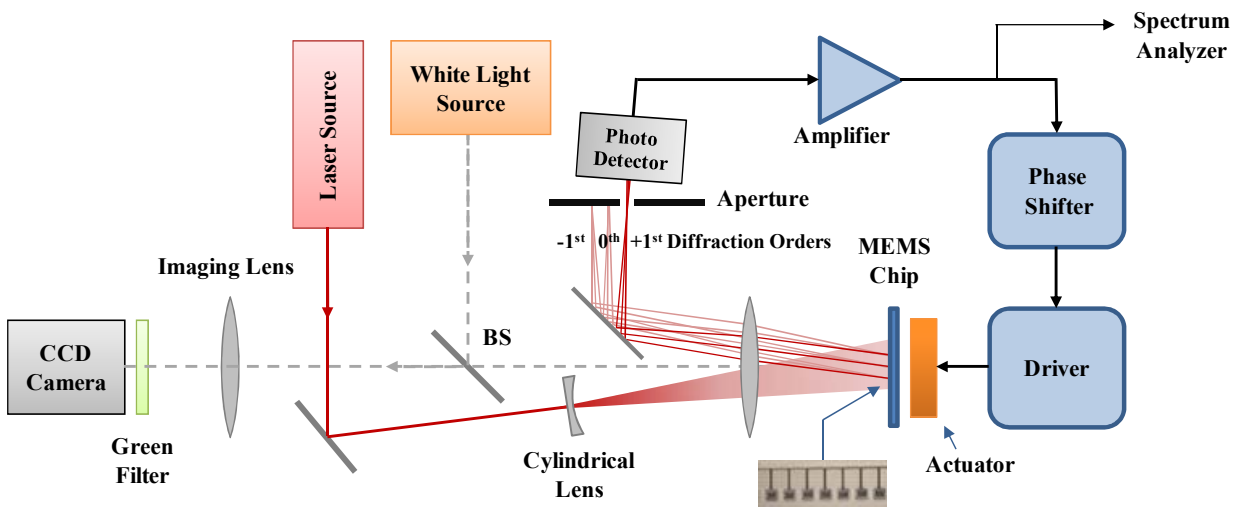 Spectrum
Analyzer
Laser Source
White Light
Source
Photo
Detector
Amplifier
Phase
Shifter
Aperture
-1st 0th +1st Diffraction Orders
MEMS
Chip
Imaging Lens
BS
CCD
Camera
Driver
Green
Filter
Cylindrical
Lens
Actuator